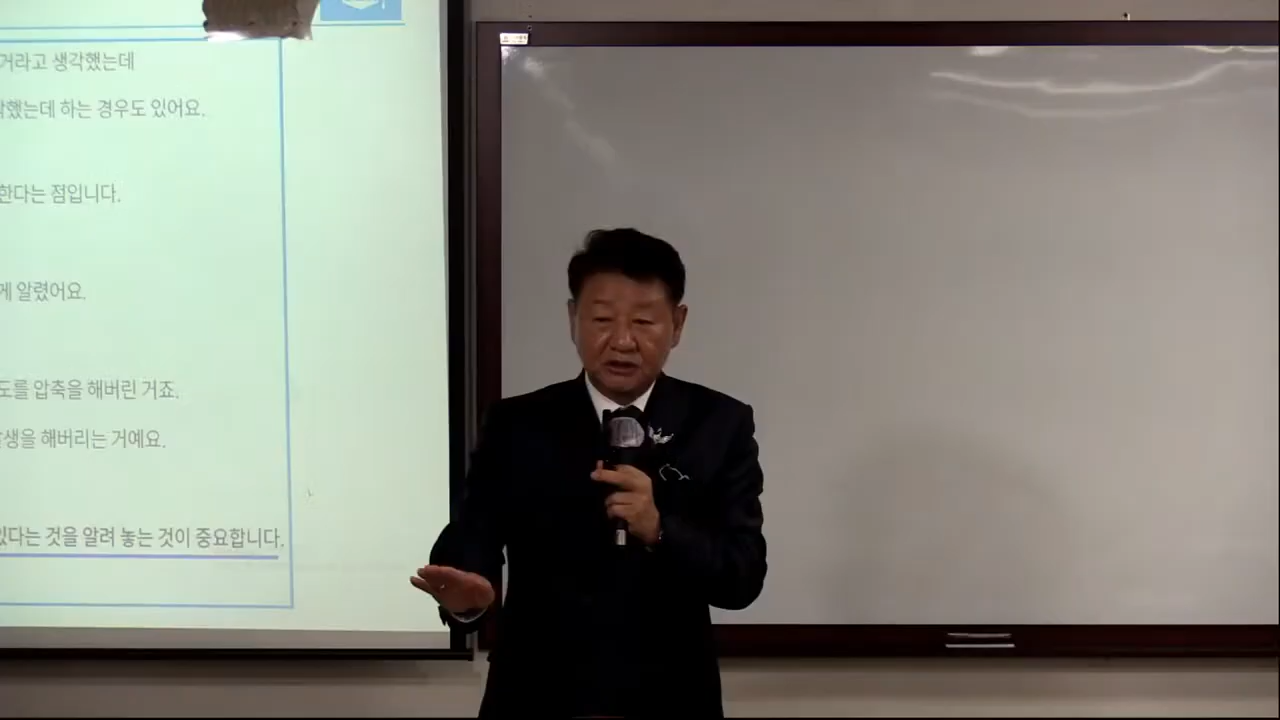 거라고 생각했는데
각했는데 하는 경우도 있어요.
한다는 점입니다.
게 알렸어요.
도를 압축을 해버린 거죠.
생을 해버리는 거예요.
있다는 것을 알려 놓는 것이 중요합니다.